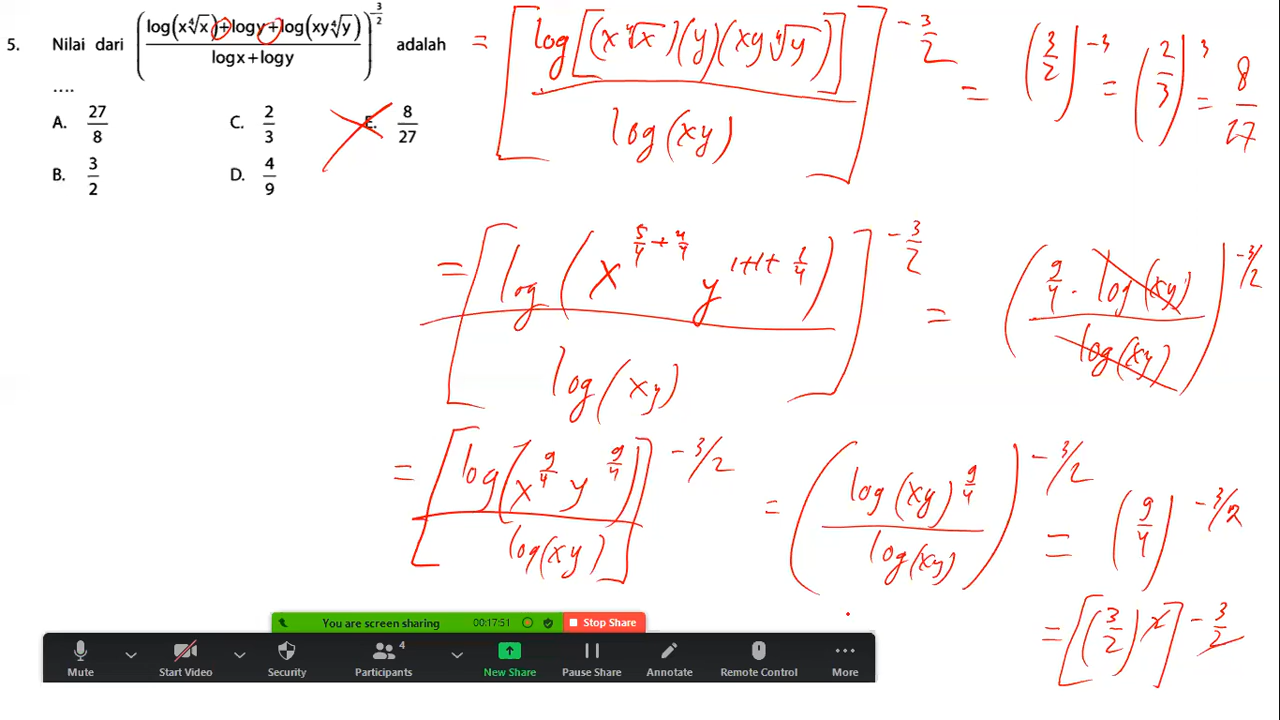 5. Nilai dari ( (log(x∜x)+logy+log(xy∜y)) / (logx+logy) )^(-3/2) adalah
....
A. 27/8 C. 2/3 E. 8/27
B. 3/2 D. 4/9
= [ log[(x∜x)(y)(xy∜y)] / log(xy) ]^(-3/2)
= [ log(x^(5/4+4/4) y^(1+1+1/4)) / log(xy) ]^(-3/2)
= [ log(x^(9/4) y^(9/4)) / log(xy) ]^(-3/2)
= ( log(xy)^(9/4) / log(xy) )^(-3/2)
= ( 9/4 · log(xy) / log(xy) )^(-3/2)
= (9/4)^(-3/2)
= [(3/2)^2]^(-3/2)
= (3/2)^-3 = (2/3)^3 = 8/27
You are screen sharing 00:17:51 Stop Share
4
Mute Start Video Security Participants New Share Pause Share Annotate Remote Control More